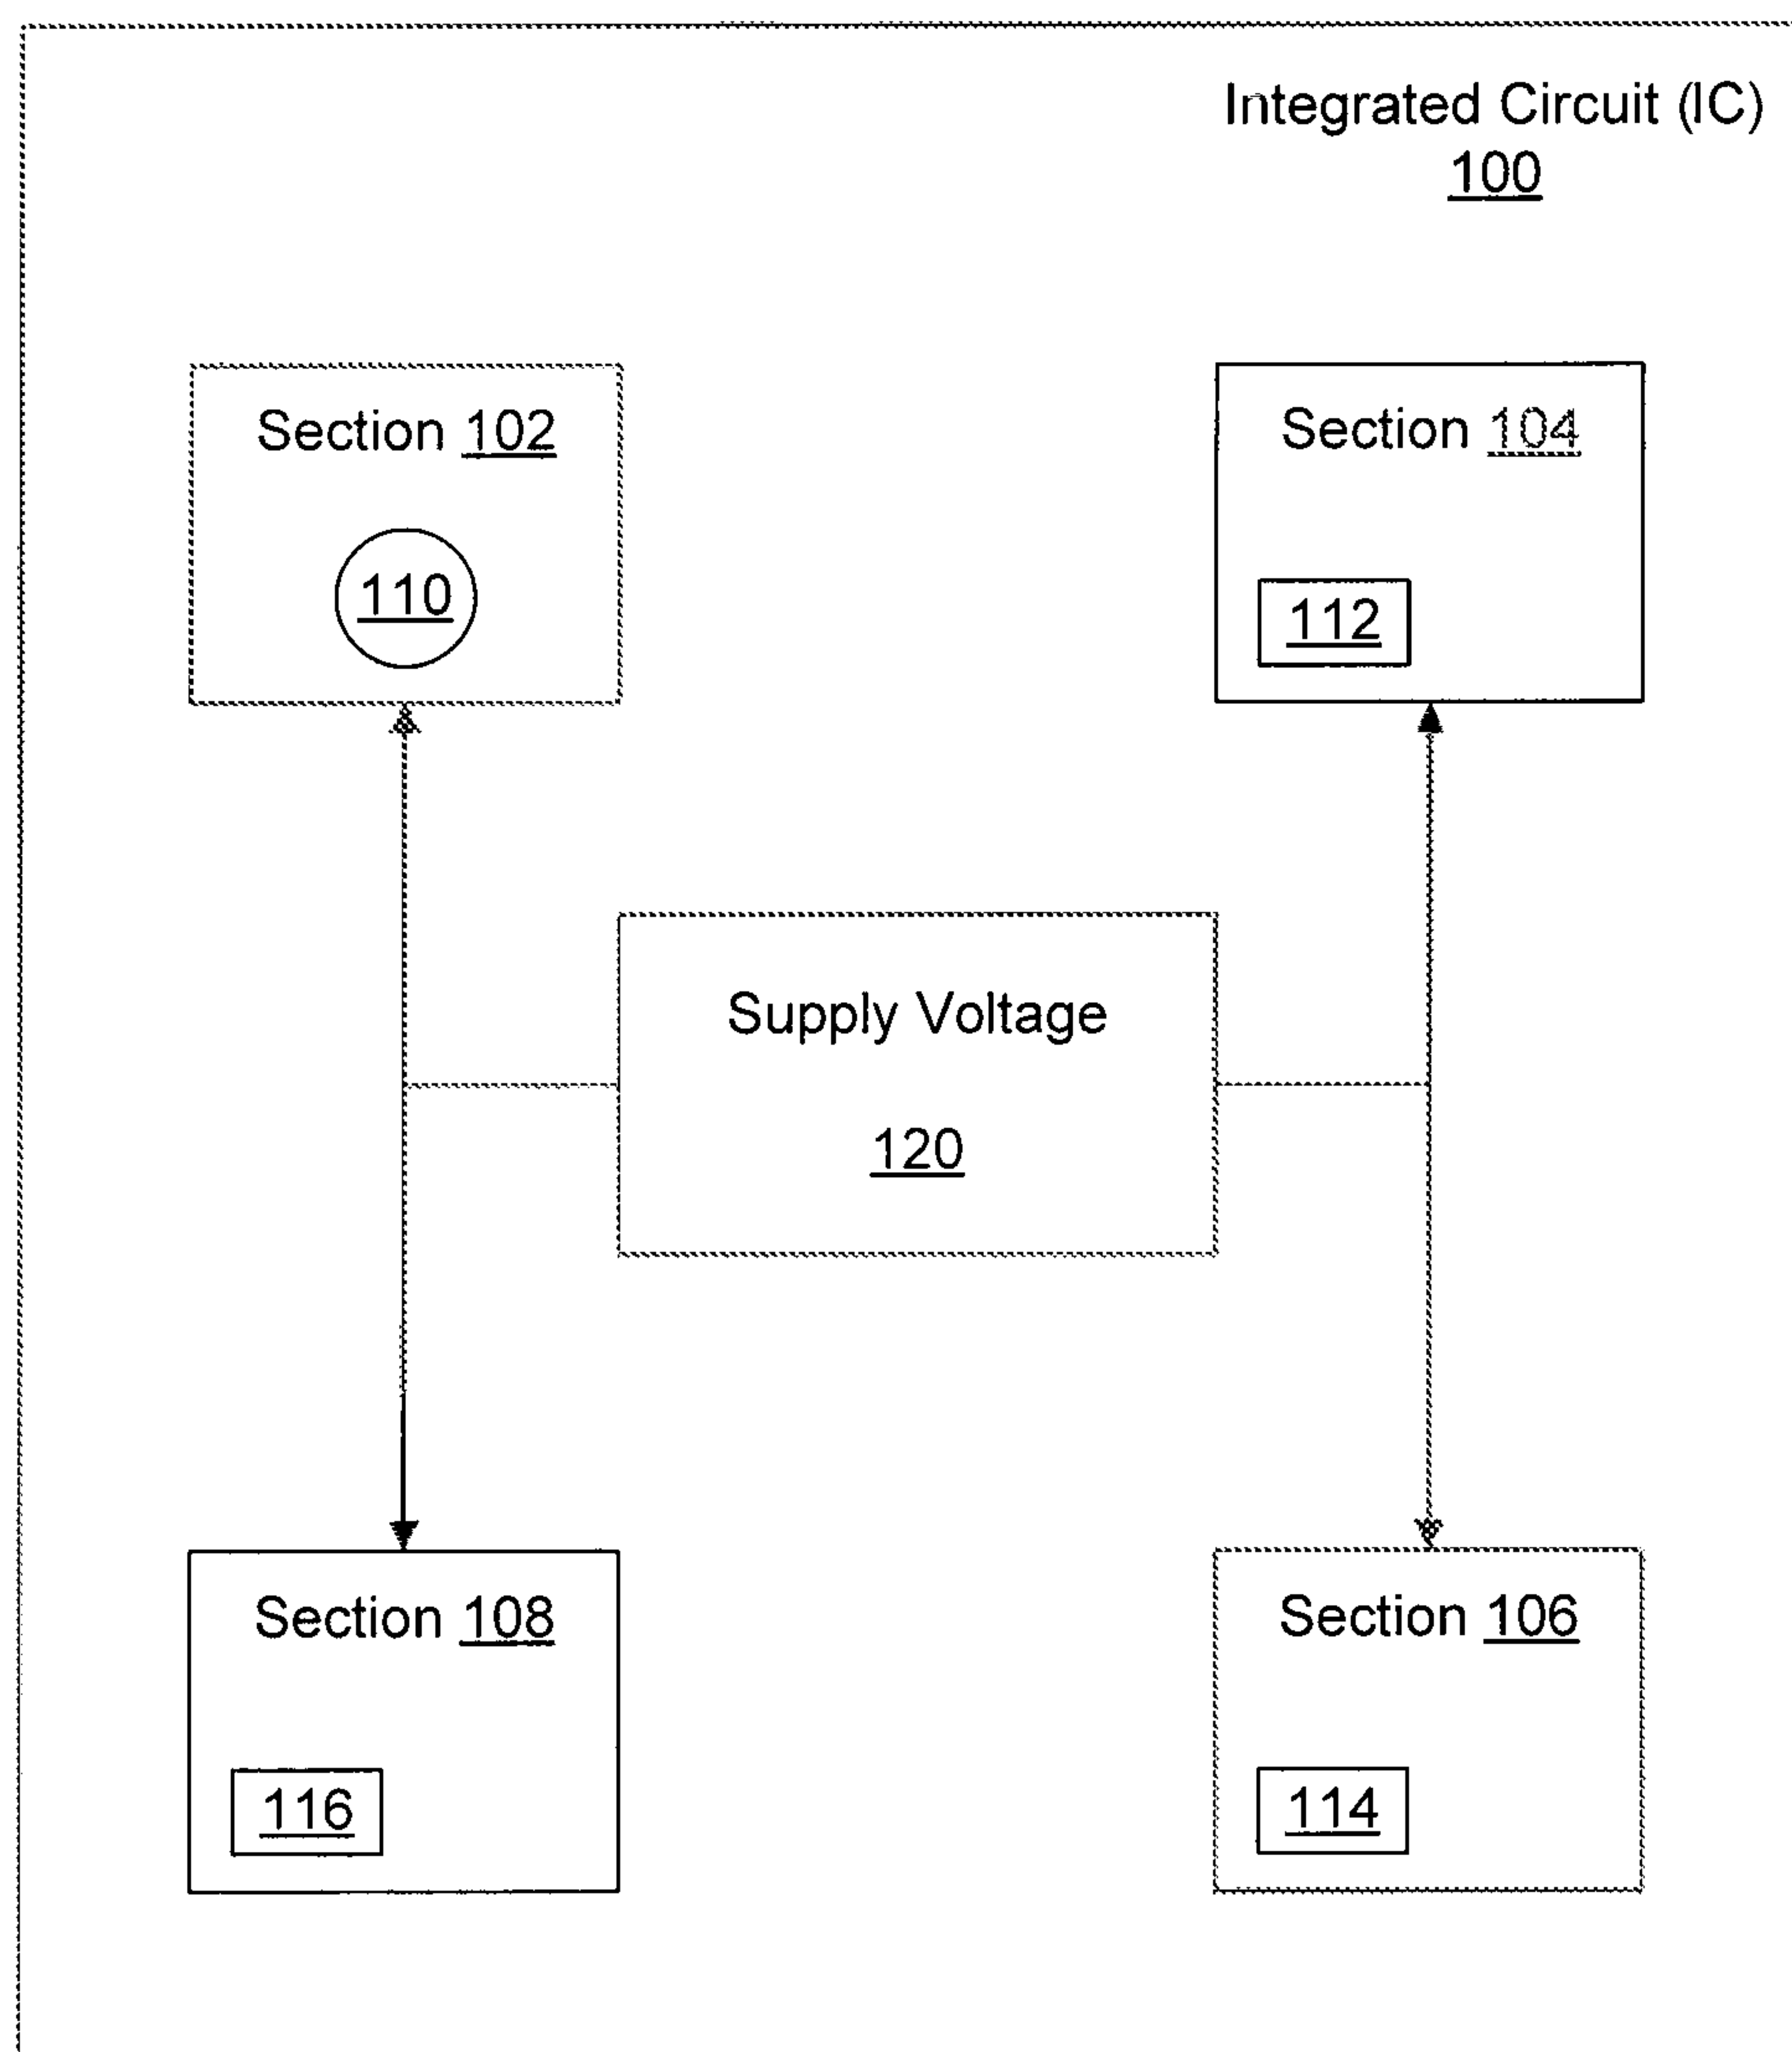 Integrated Circuit (IC)
100
Section 102
110
Section 104
112
Supply Voltage
120
Section 108
116
Section 106
114